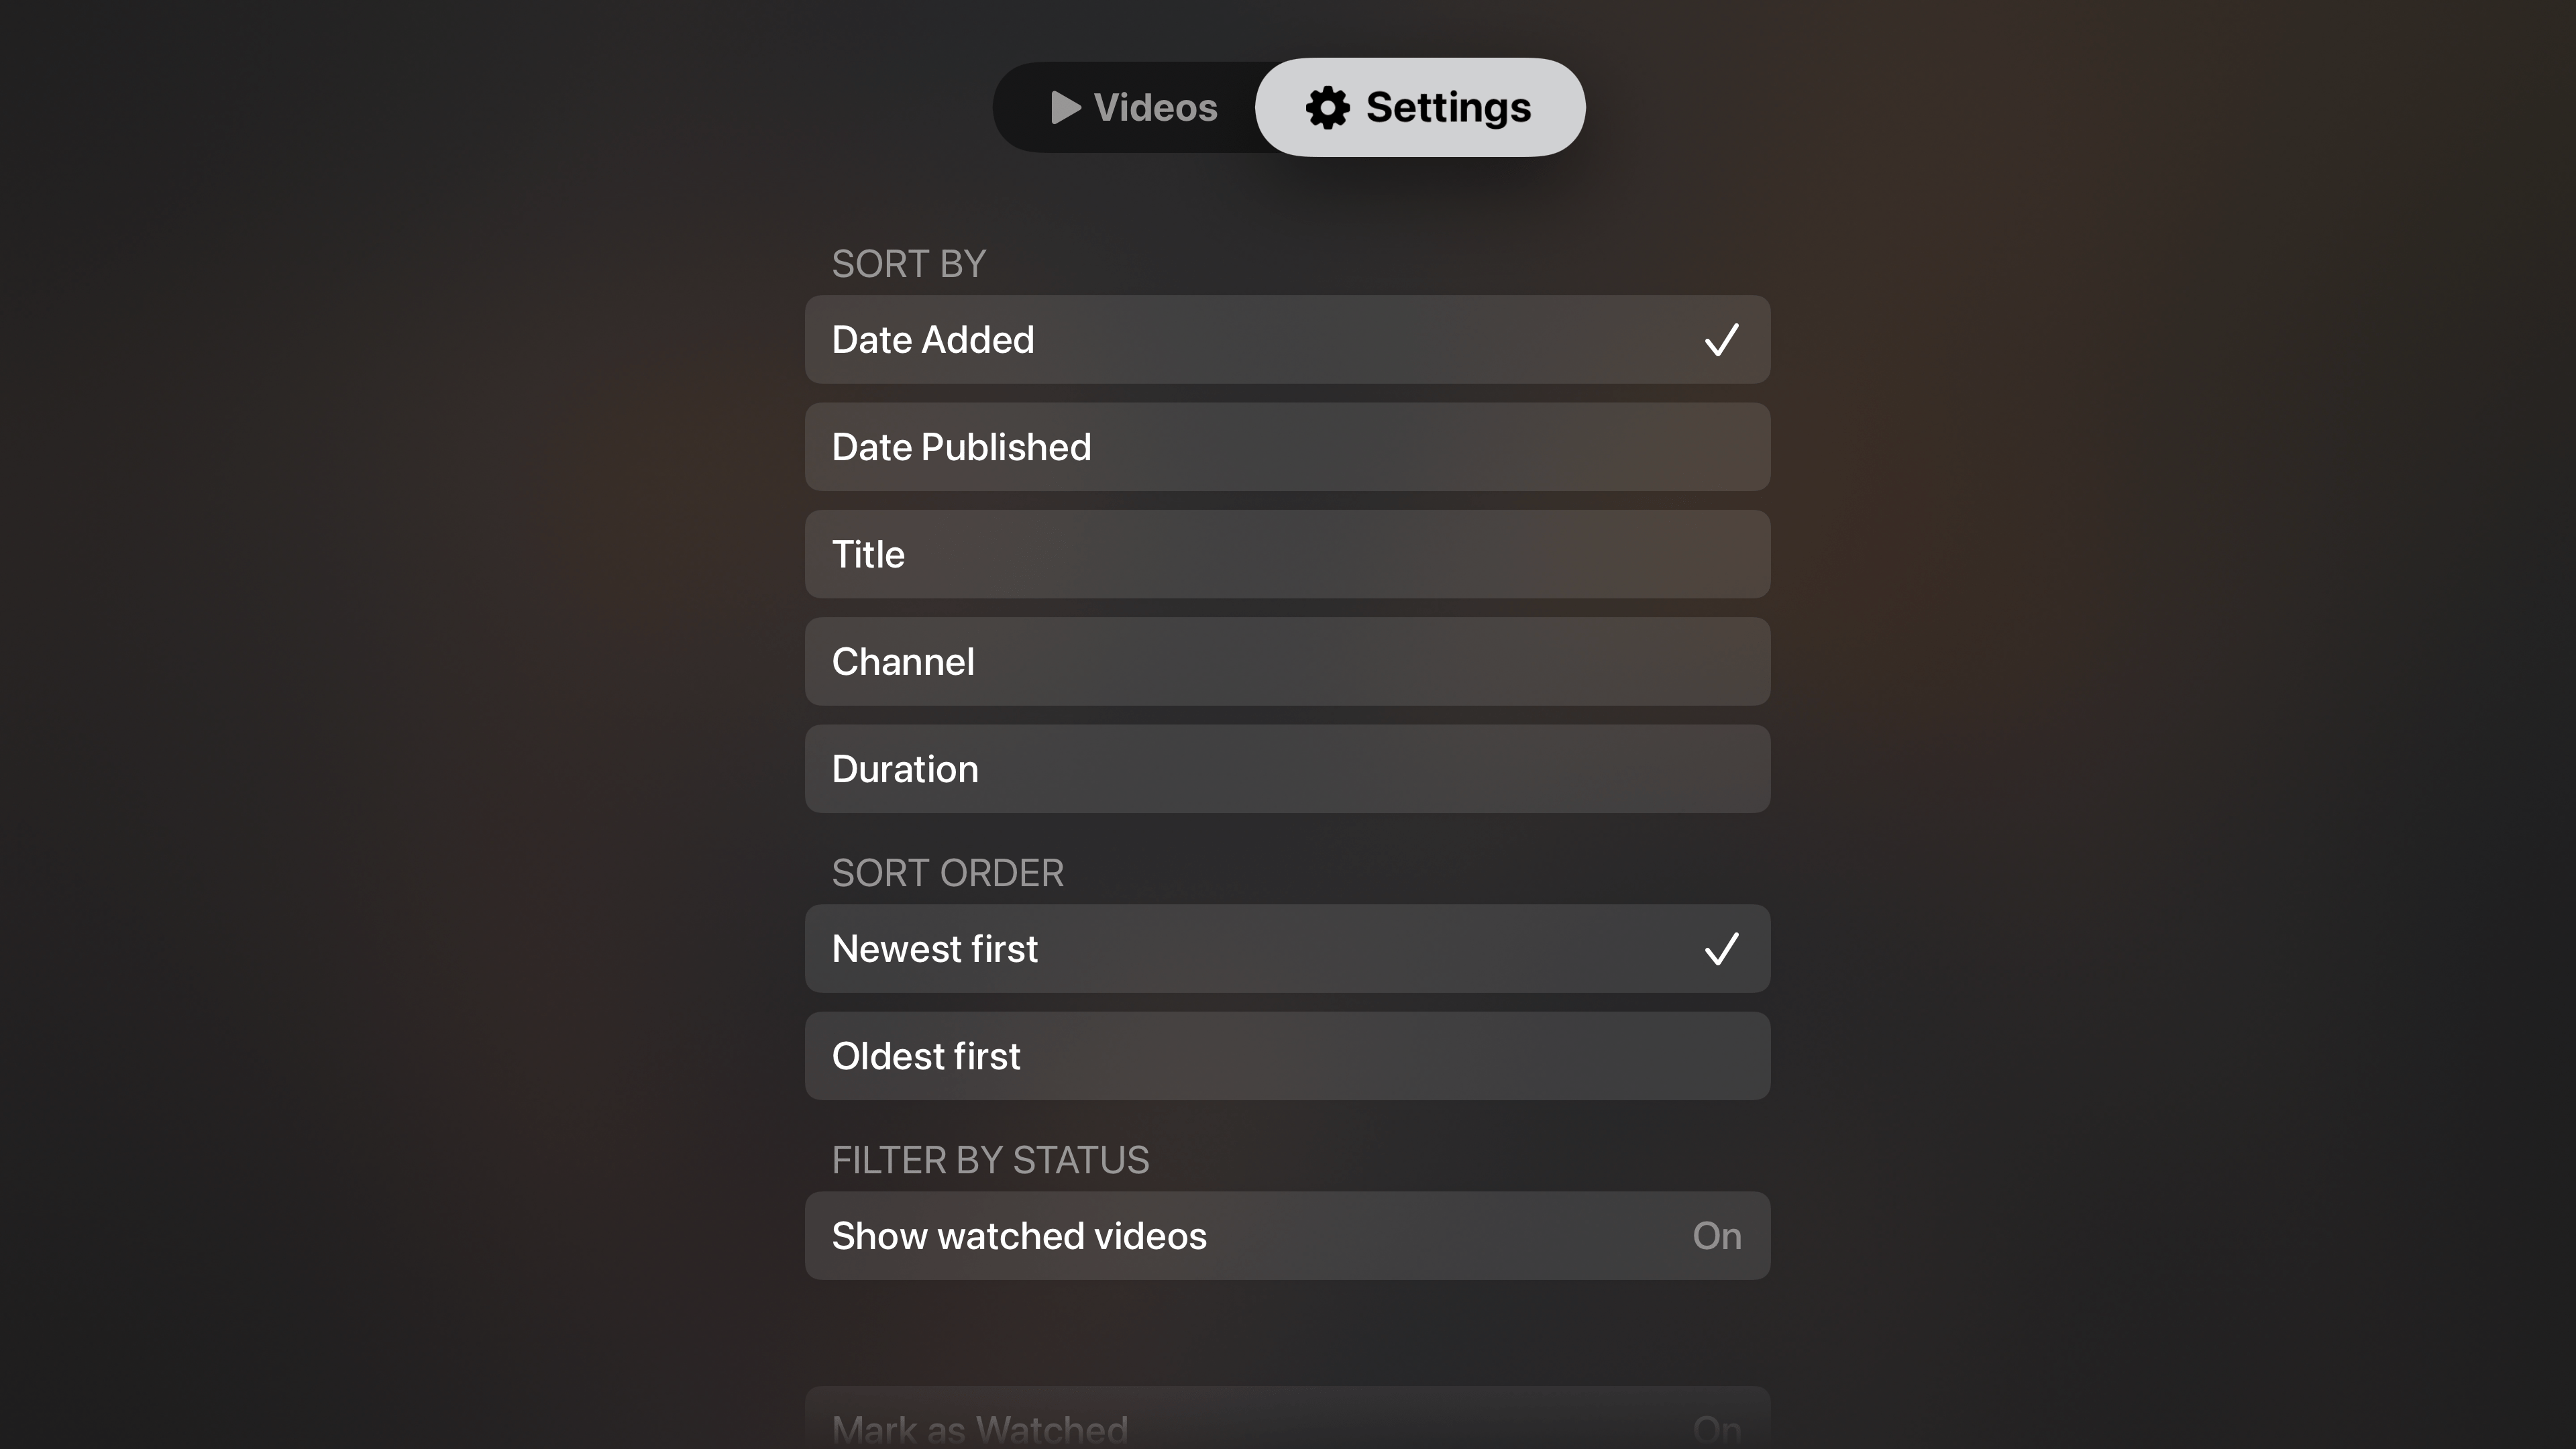 Videos
Settings
SORT BY
Date Added
Date Published
Title
Channel
Duration
SORT ORDER
Newest first
Oldest first
FILTER BY STATUS
Show watched videos On
Mark as Watched On